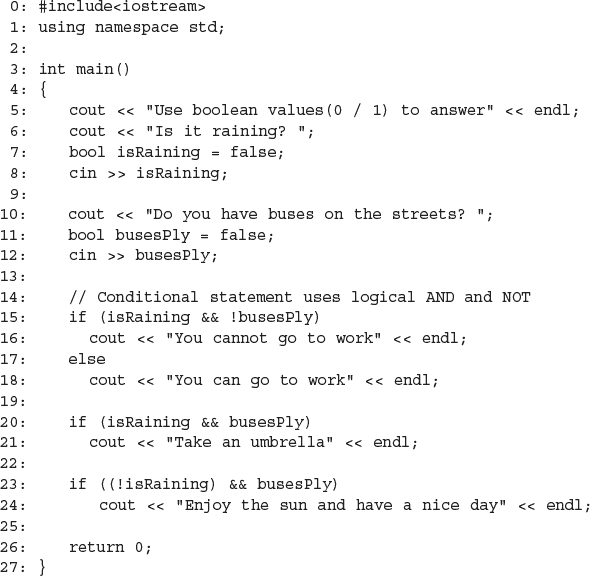 0: #include<iostream>
1: using namespace std;
2:
3: int main()
4: {
5:    cout << "Use boolean values(0 / 1) to answer" << endl;
6:    cout << "Is it raining? ";
7:    bool isRaining = false;
8:    cin >> isRaining;
9:
10:    cout << "Do you have buses on the streets? ";
11:    bool busesPly = false;
12:    cin >> busesPly;
13:
14:    // Conditional statement uses logical AND and NOT
15:    if (isRaining && !busesPly)
16:      cout << "You cannot go to work" << endl;
17:    else
18:      cout << "You can go to work" << endl;
19:
20:    if (isRaining && busesPly)
21:      cout << "Take an umbrella" << endl;
22:
23:    if ((!isRaining) && busesPly)
24:       cout << "Enjoy the sun and have a nice day" << endl;
25:
26:    return 0;
27: }